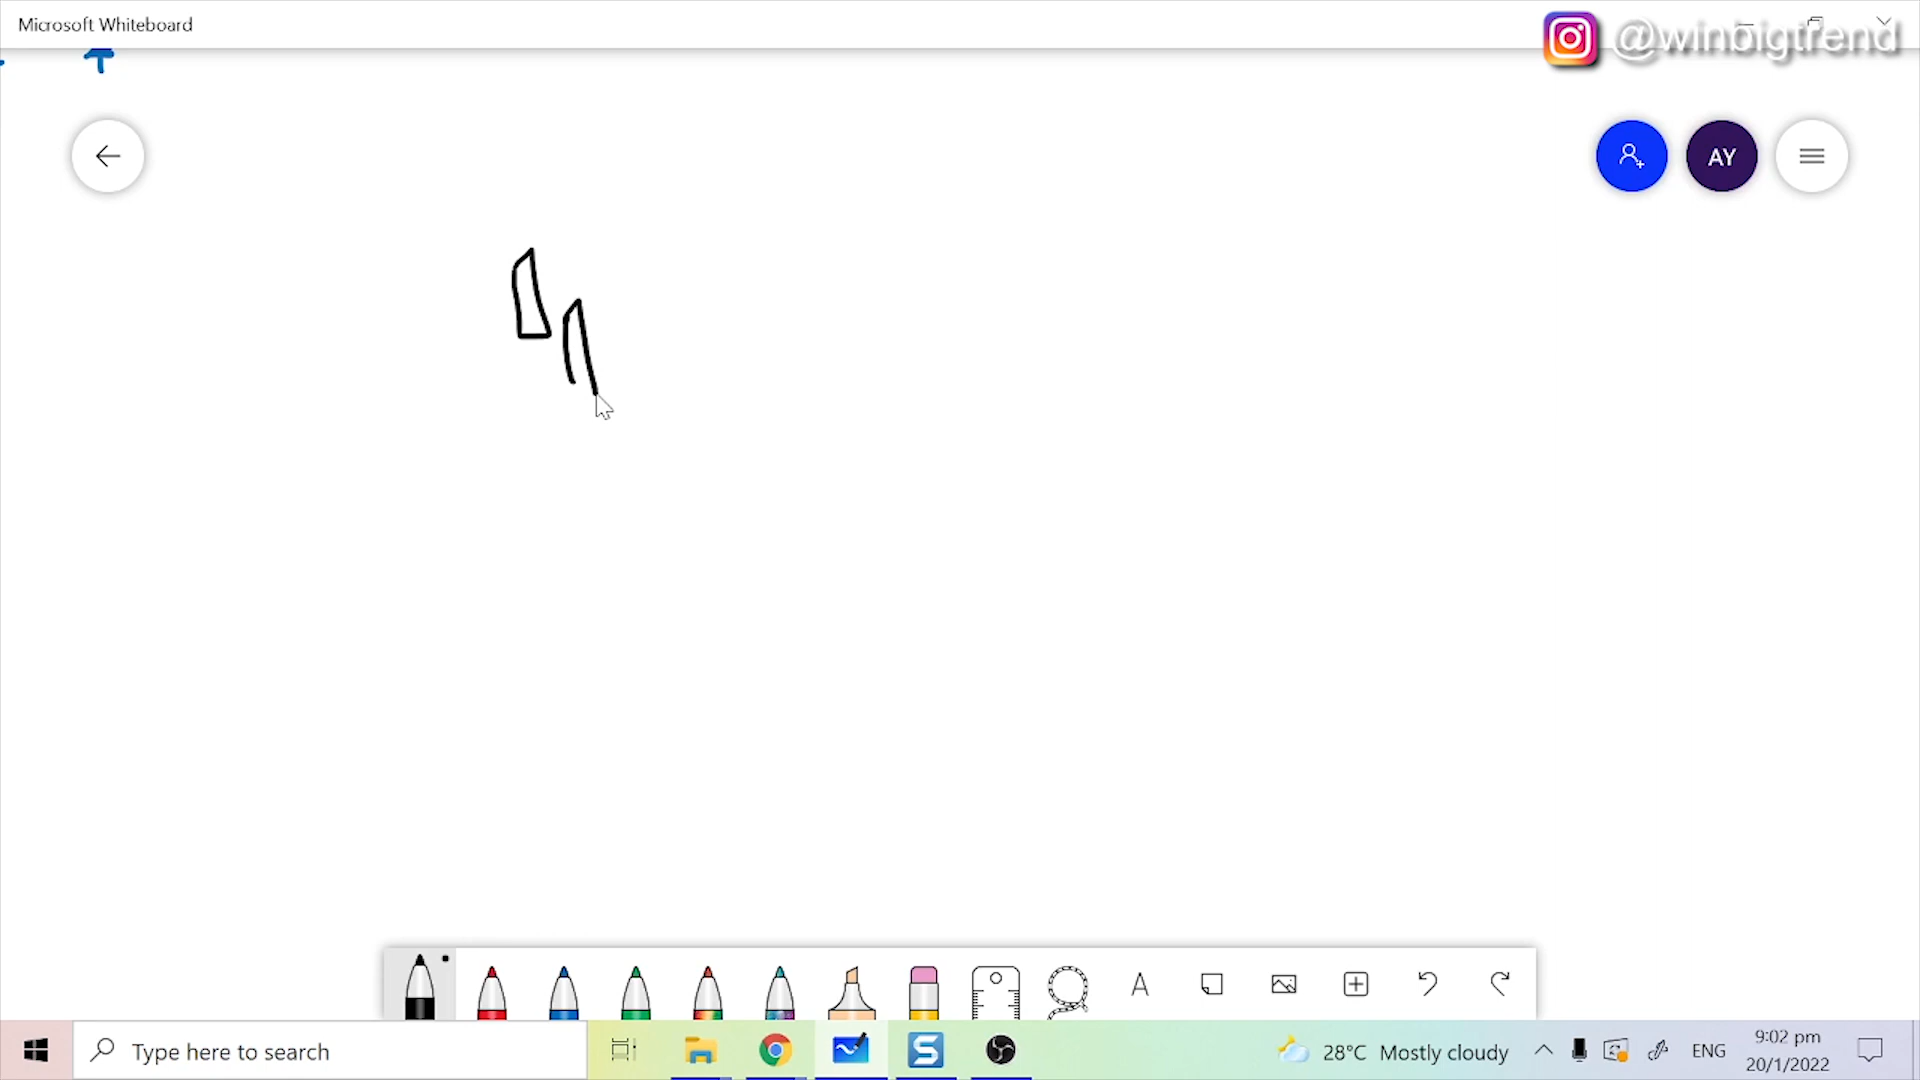 Microsoft Whiteboard
@winbigtrend
AY
A
Type here to search
28°C Mostly cloudy
ENG
9:02 pm
20/1/2022